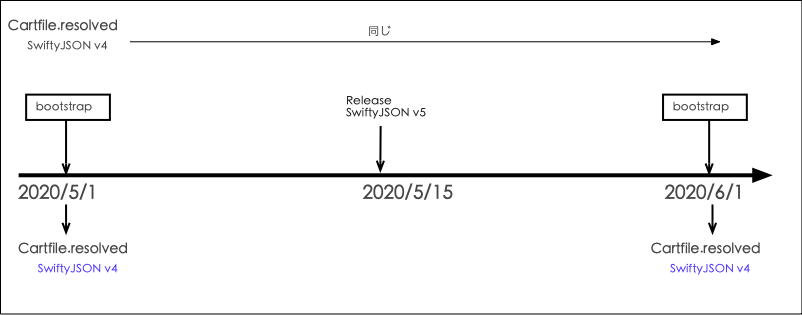 Cartfile.resolved
SwiftyJSON v4
同じ
bootstrap
Release
SwiftyJSON v5
bootstrap
2020/5/1
2020/5/15
2020/6/1
Cartfile.resolved
SwiftyJSON v4
Cartfile.resolved
SwiftyJSON v4